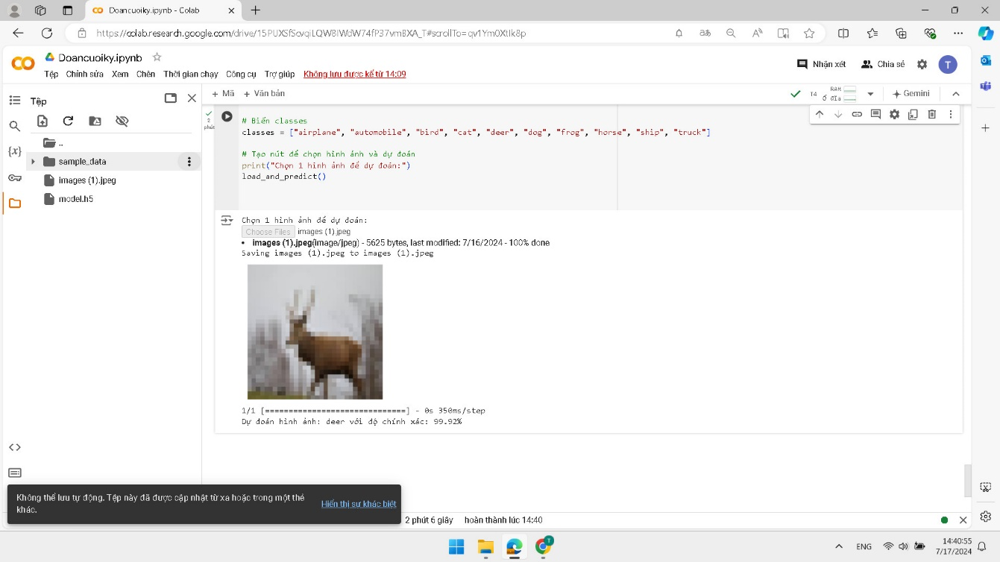 Doancuoiky.ipynb - Colab
https://colab.research.google.com/drive/15PUXSfScvqiLQW8IWdW74fP37vmBXA_T#scrollTo=qv1Ym0XtIk8p
Doancuoiky.ipynb
Nhận xét
Chia sẻ
T
Tệp Chỉnh sửa Xem Chèn Thời gian chạy Công cụ Trợ giúp Không lưu được kể từ 14:09
Tệp
+ Mã + Văn bản
T4
RAM
Ổ đĩa
Gemini
..
sample_data
images (1).jpeg
model.h5
2
phút
# Biến classes
classes = ["airplane", "automobile", "bird", "cat", "deer", "dog", "frog", "horse", "ship", "truck"]
# Tạo nút để chọn hình ảnh và dự đoán
print("Chọn 1 hình ảnh để dự đoán:")
load_and_predict()
Chọn 1 hình ảnh để dự đoán:
Choose Files images (1).jpeg
• images (1).jpeg(image/jpeg) - 5625 bytes, last modified: 7/16/2024 - 100% done
Saving images (1).jpeg to images (1).jpeg
1/1 [==============================] - 0s 350ms/step
Dự đoán hình ảnh: deer với độ chính xác: 99.92%
Không thể lưu tự động. Tệp này đã được cập nhật từ xa hoặc trong một thẻ
khác.
Hiển thị sự khác biệt
2 phút 6 giây hoàn thành lúc 14:40
ENG
14:40:55
7/17/2024